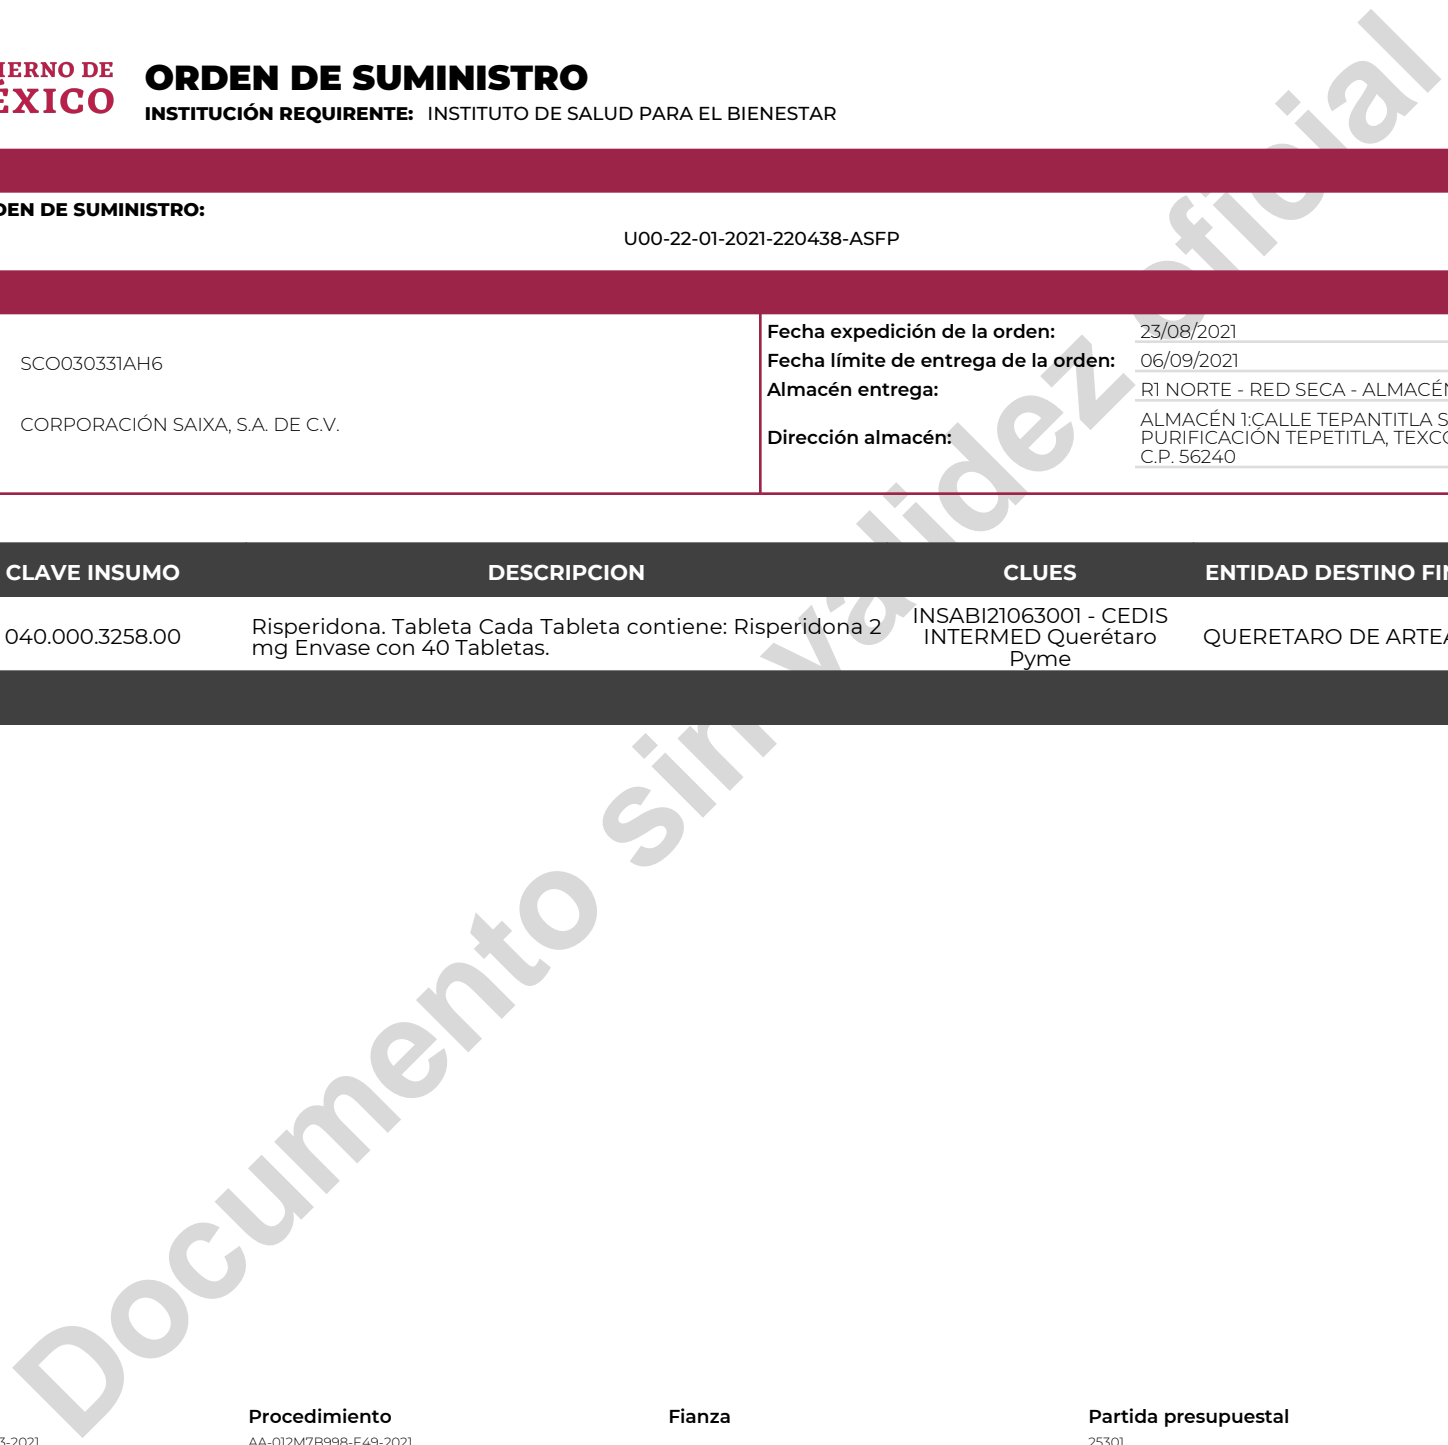 ORDEN DE SUMINISTRO
INSTITUCIÓN REQUIRENTE: INSTITUTO DE SALUD PARA EL BIENESTAR
IERNO DE
ÉXICO
DEN DE SUMINISTRO:
U00-22-01-2021-220438-ASFP
SCO030331AH6
CORPORACIÓN SAIXA, S.A. DE C.V.
Fecha expedición de la orden: 23/08/2021
Fecha límite de entrega de la orden: 06/09/2021
Almacén entrega: R1 NORTE - RED SECA - ALMACÉN
Dirección almacén: ALMACÉN 1:CALLE TEPANTITLA S
PURIFICACIÓN TEPETITLA, TEXCO
C.P. 56240
CLAVE INSUMO DESCRIPCION CLUES ENTIDAD DESTINO FIN
040.000.3258.00
Risperidona. Tableta Cada Tableta contiene: Risperidona 2
mg Envase con 40 Tabletas.
INSABI21063001 - CEDIS
INTERMED Querétaro
Pyme
QUERETARO DE ARTEA
Documento sin validez oficial
Procedimiento Fianza Partida presupuestal
3-2021 AA-012M7B998-E49-2021 25301